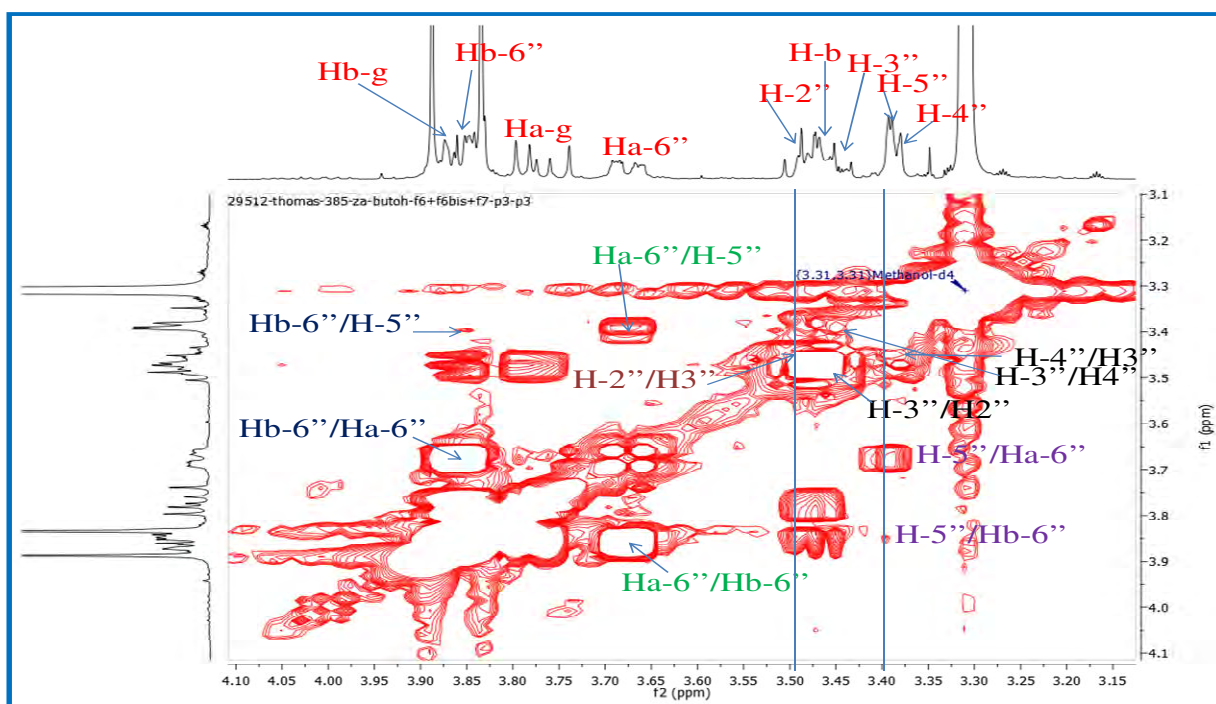 Hb-g
Hb-6’’
Ha-g
Ha-6’’
H-2’’
H-b
H-3’’
H-5’’
H-4’’
29512-thomas-385-za-butoh-f6+f6bis+f7-p3-p3
Ha-6’’/H-5’’
{3.31,3.31}Methanol-d4
Hb-6’’/H-5’’
H-2’’/H3’’
H-4’’/H3’’
H-3’’/H4’’
H-3’’/H2’’
Hb-6’’/Ha-6’’
H-5’’/Ha-6’’
H-5’’/Hb-6’’
Ha-6’’/Hb-6’’
3.1
3.2
3.3
3.4
3.5
3.6
3.7
3.8
3.9
4.0
4.1
f1 (ppm)
4.10 4.05 4.00 3.95 3.90 3.85 3.80 3.75 3.70 3.65 3.60 3.55 3.50 3.45 3.40 3.35 3.30 3.25 3.20 3.15
f2 (ppm)